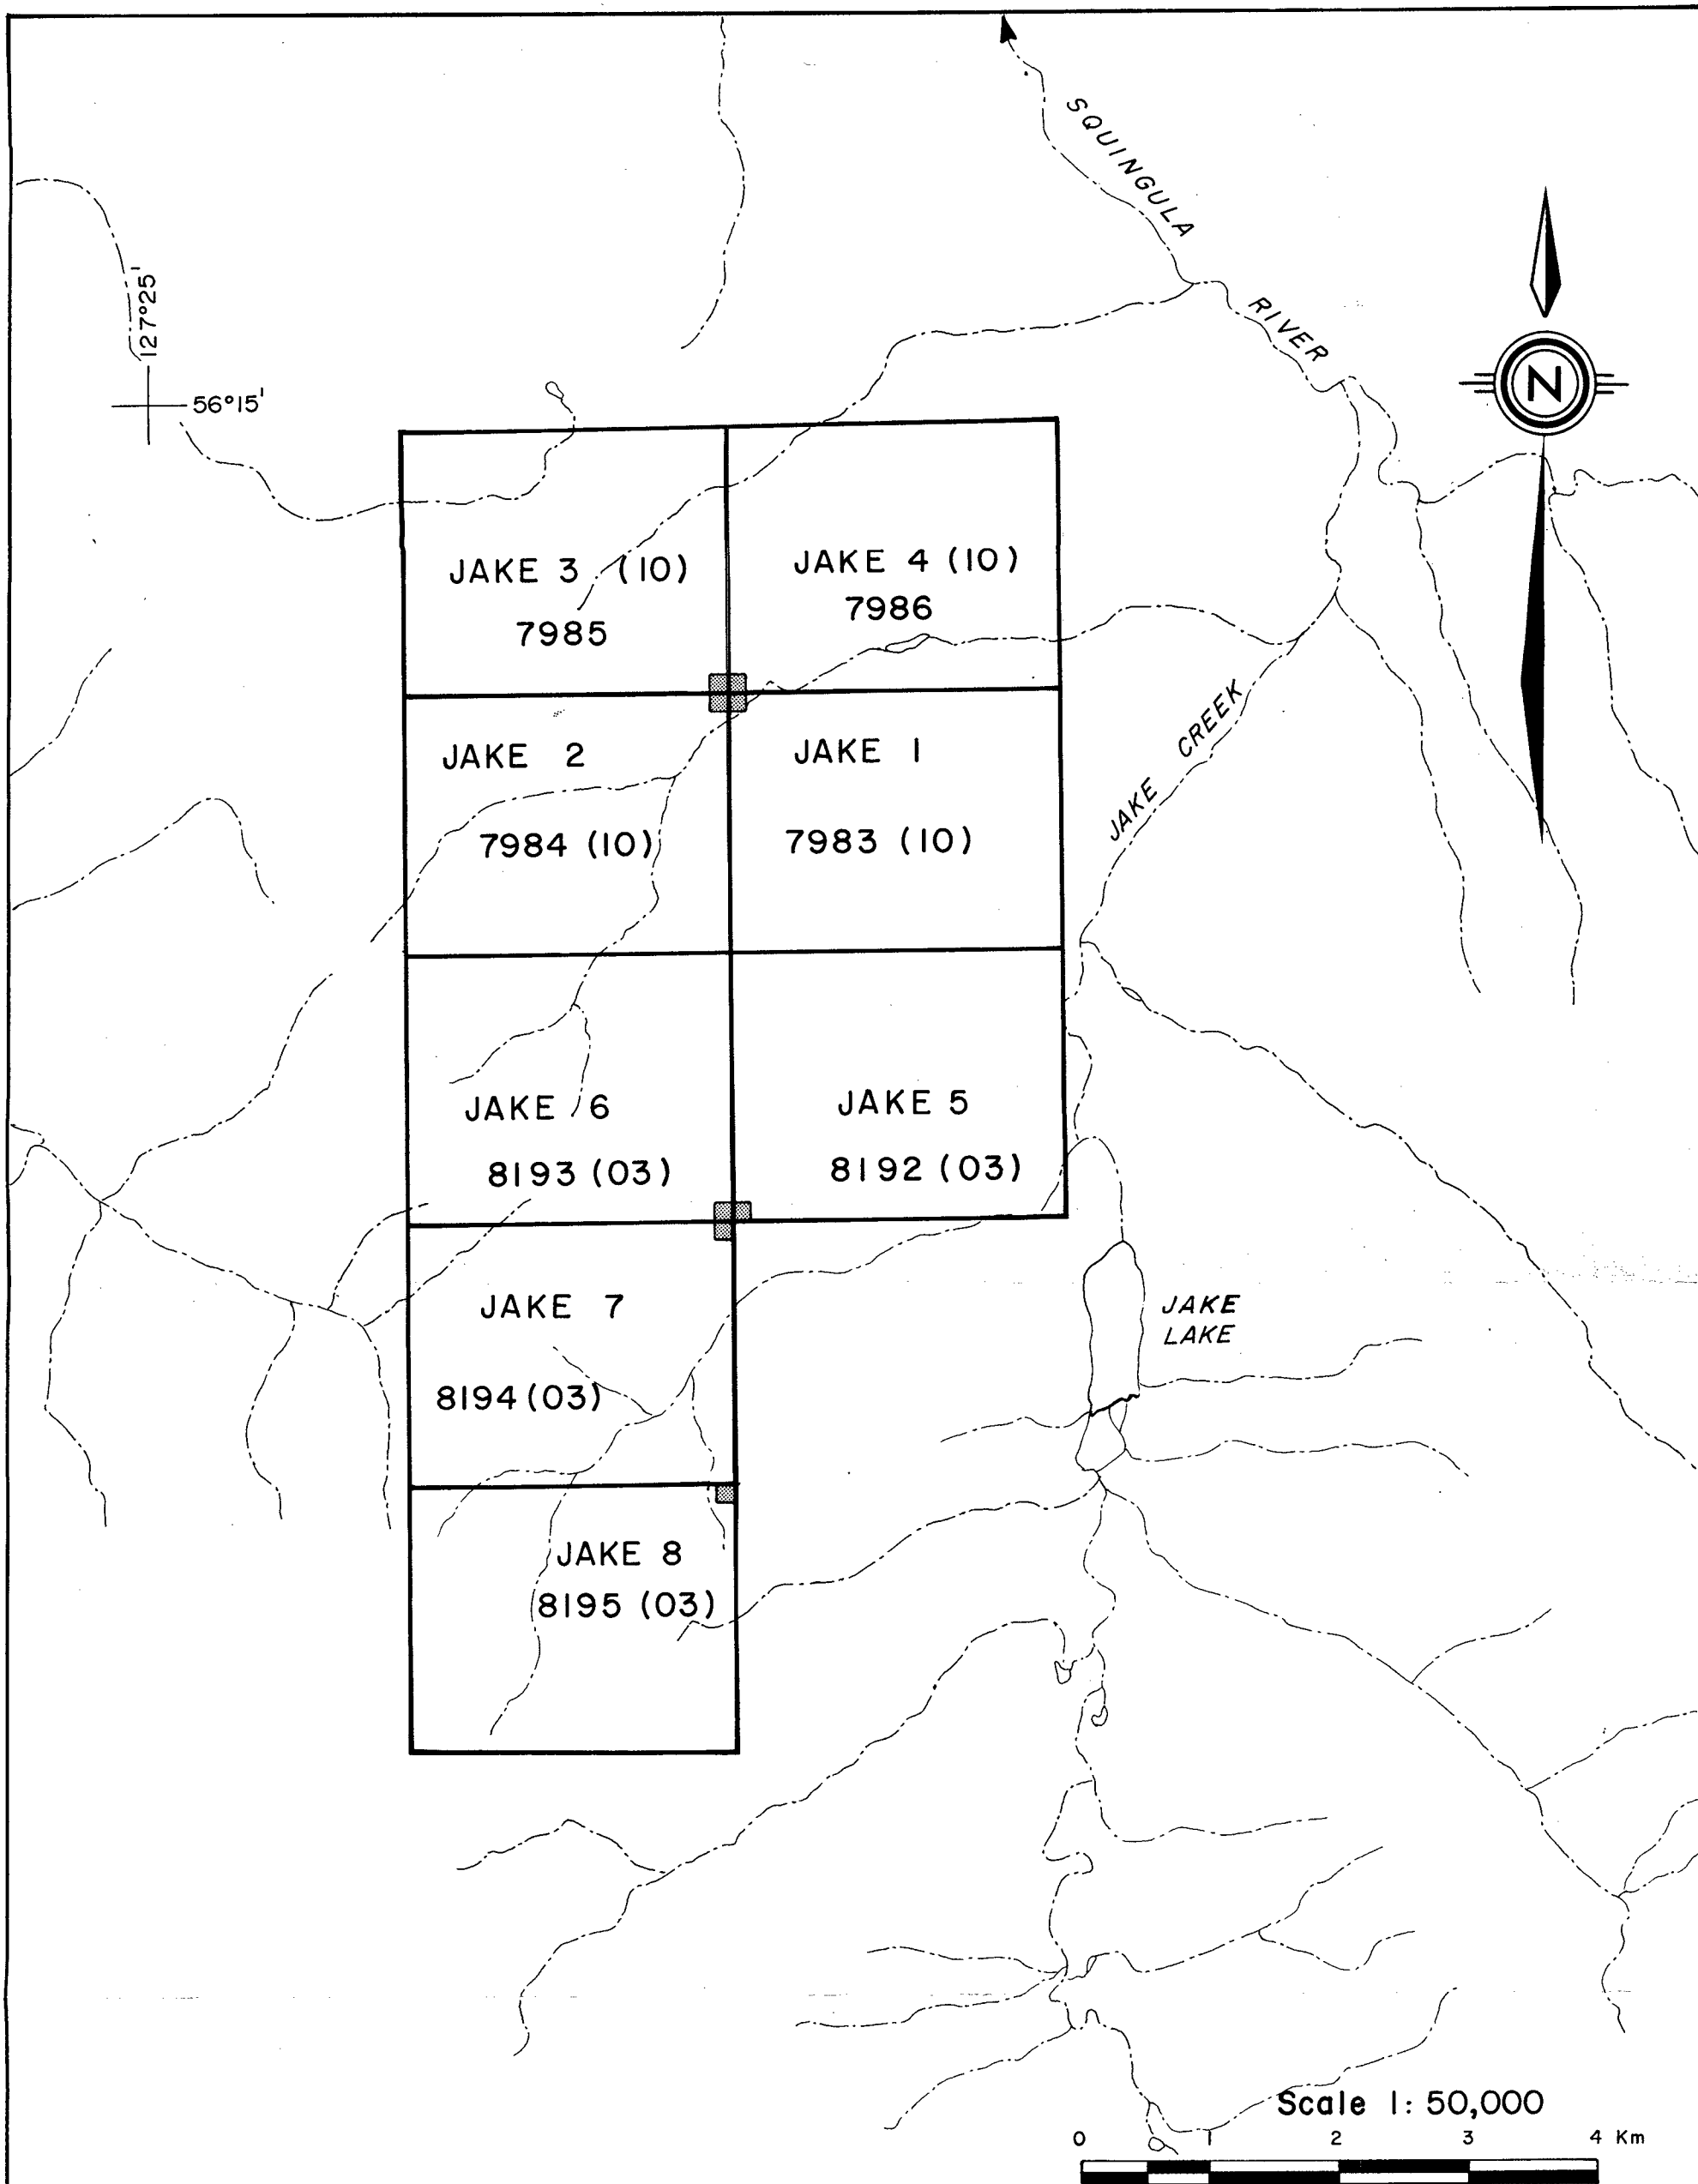 SQUINGULA
RIVER
127°25'
56°15'
N
JAKE 3 (10)
7985
JAKE 4 (10)
7986
JAKE 2
7984 (10)
JAKE 1
7983 (10)
JAKE CREEK
JAKE 6
8193 (03)
JAKE 5
8192 (03)
JAKE 7
8194 (03)
JAKE
LAKE
JAKE 8
8195 (03)
Scale 1: 50,000
0 1 2 3 4 Km